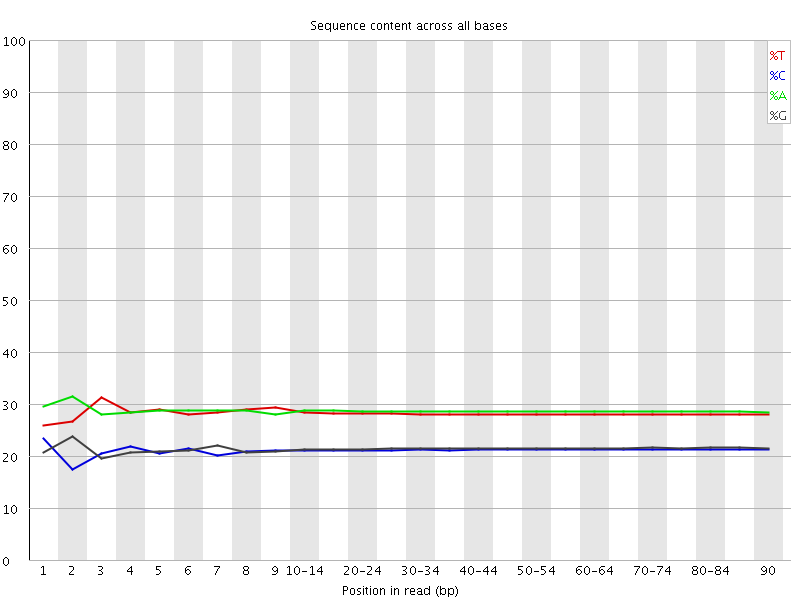 Sequence content across all bases
100
90
80
70
60
50
40
30
20
10
0
%T
%C
%A
%G
1 2 3 4 5 6 7 8 9 10-14 20-24 30-34 40-44 50-54 60-64 70-74 80-84 90
Position in read (bp)